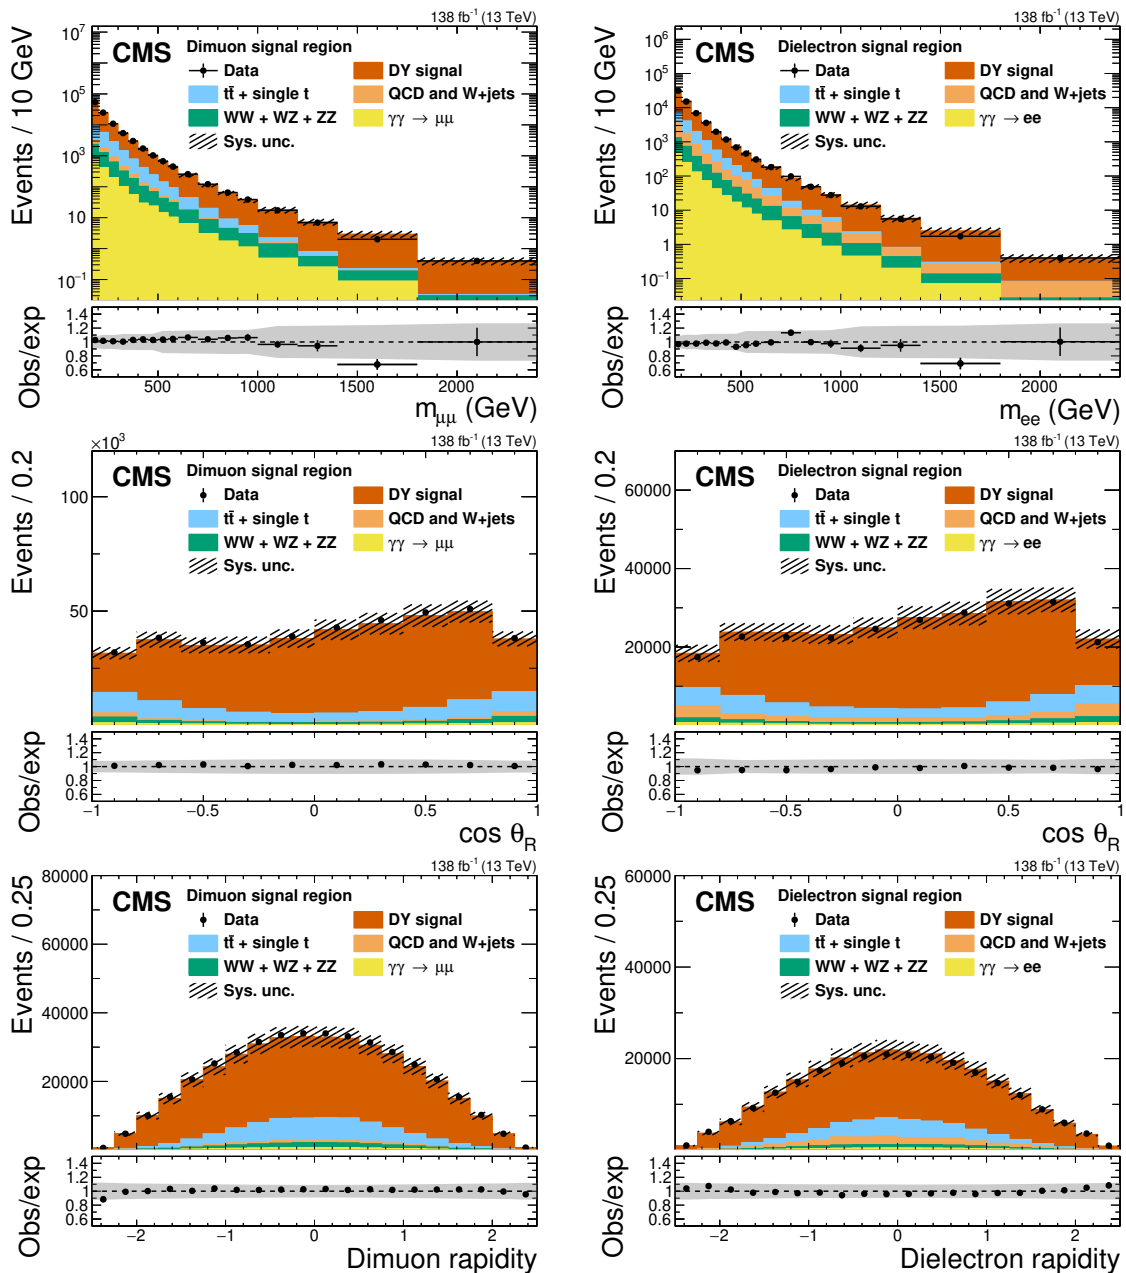 138 fb⁻¹ (13 TeV)
CMS Dimuon signal region
Data DY signal
tt̄ + single t QCD and W+jets
WW + WZ + ZZ γγ → μμ
Sys. unc.
Events / 10 GeV
10⁷
10⁵
10³
10
10⁻¹
Obs/exp
1.4
1.2
1
0.8
0.6
500 1000 1500 2000
m_μμ (GeV)
138 fb⁻¹ (13 TeV)
CMS Dielectron signal region
Data DY signal
tt̄ + single t QCD and W+jets
WW + WZ + ZZ γγ → ee
Sys. unc.
Events / 10 GeV
10⁶
10⁵
10⁴
10³
10²
10
1
10⁻¹
Obs/exp
1.4
1.2
1
0.8
0.6
500 1000 1500 2000
m_ee (GeV)
×10³
138 fb⁻¹ (13 TeV)
CMS Dimuon signal region
Data DY signal
tt̄ + single t QCD and W+jets
WW + WZ + ZZ γγ → μμ
Sys. unc.
Events / 0.2
100
50
Obs/exp
1.4
1.2
1
0.8
0.6
−1 −0.5 0 0.5 1
cos θ_R
138 fb⁻¹ (13 TeV)
CMS Dielectron signal region
Data DY signal
tt̄ + single t QCD and W+jets
WW + WZ + ZZ γγ → ee
Sys. unc.
Events / 0.2
60000
40000
20000
Obs/exp
1.4
1.2
1
0.8
0.6
−1 −0.5 0 0.5 1
cos θ_R
138 fb⁻¹ (13 TeV)
CMS Dimuon signal region
Data DY signal
tt̄ + single t QCD and W+jets
WW + WZ + ZZ γγ → μμ
Sys. unc.
Events / 0.25
80000
60000
40000
20000
Obs/exp
1.4
1.2
1
0.8
0.6
−2 −1 0 1 2
Dimuon rapidity
138 fb⁻¹ (13 TeV)
CMS Dielectron signal region
Data DY signal
tt̄ + single t QCD and W+jets
WW + WZ + ZZ γγ → ee
Sys. unc.
Events / 0.25
60000
40000
20000
Obs/exp
1.4
1.2
1
0.8
0.6
−2 −1 0 1 2
Dielectron rapidity